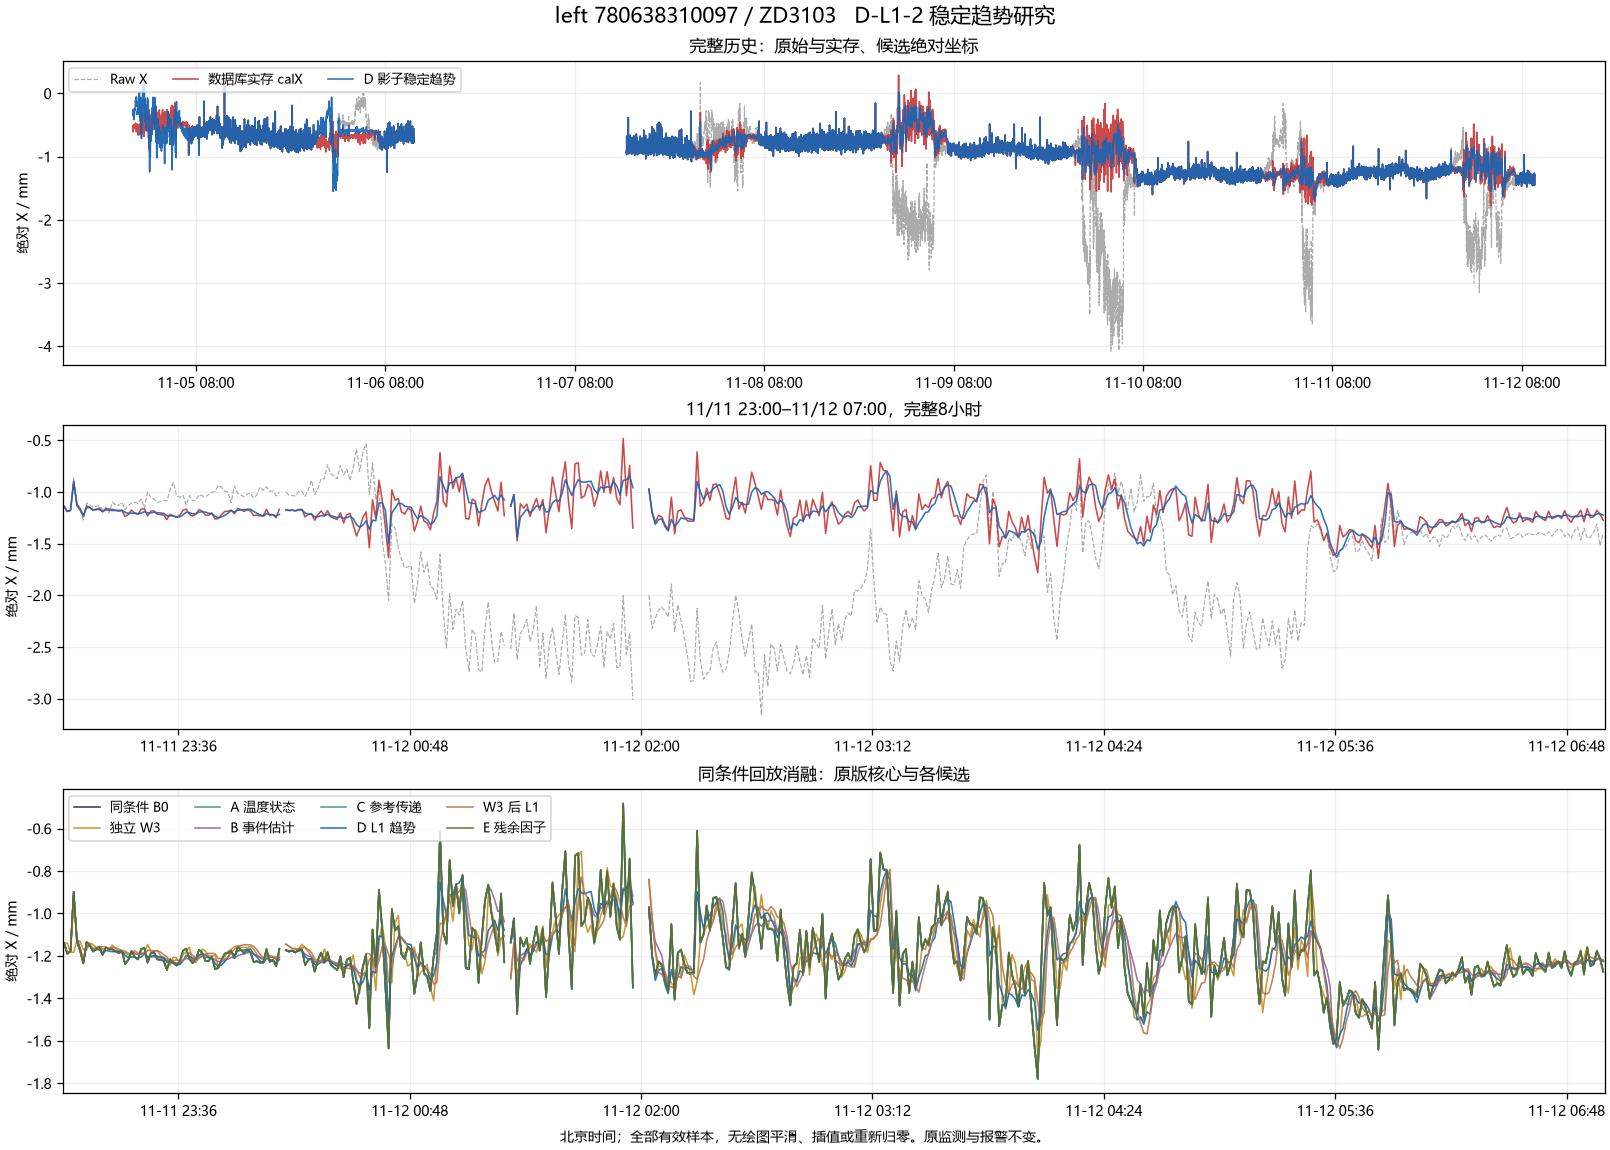 left 780638310097 / ZD3103   D-L1-2 稳定趋势研究
完整历史：原始与实存、候选绝对坐标
Raw X
数据库实存 calX
D 影子稳定趋势
绝对 X / mm
0
-1
-2
-3
-4
11-05 08:00
11-06 08:00
11-07 08:00
11-08 08:00
11-09 08:00
11-10 08:00
11-11 08:00
11-12 08:00
11/11 23:00–11/12 07:00，完整8小时
绝对 X / mm
-0.5
-1.0
-1.5
-2.0
-2.5
-3.0
11-11 23:36
11-12 00:48
11-12 02:00
11-12 03:12
11-12 04:24
11-12 05:36
11-12 06:48
同条件回放消融：原版核心与各候选
同条件 B0
A 温度状态
C 参考传递
W3 后 L1
独立 W3
B 事件估计
D L1 趋势
E 残余因子
绝对 X / mm
-0.6
-0.8
-1.0
-1.2
-1.4
-1.6
-1.8
11-11 23:36
11-12 00:48
11-12 02:00
11-12 03:12
11-12 04:24
11-12 05:36
11-12 06:48
北京时间；全部有效样本，无绘图平滑、插值或重新归零。原监测与报警不变。